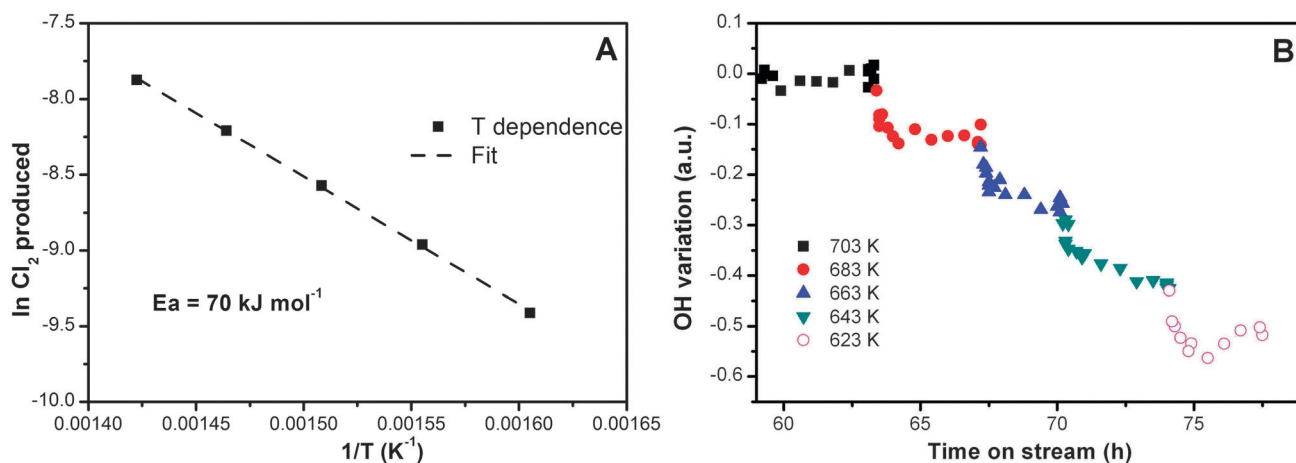 A
ln Cl₂ produced
-7.5
-8.0
-8.5
-9.0
-9.5
-10.0
T dependence
Fit
Ea = 70 kJ mol⁻¹
0.00140 0.00145 0.00150 0.00155 0.00160 0.00165
1/T (K⁻¹)
B
OH variation (a.u.)
0.1
0.0
-0.1
-0.2
-0.3
-0.4
-0.5
-0.6
703 K
683 K
663 K
643 K
623 K
60 65 70 75
Time on stream (h)